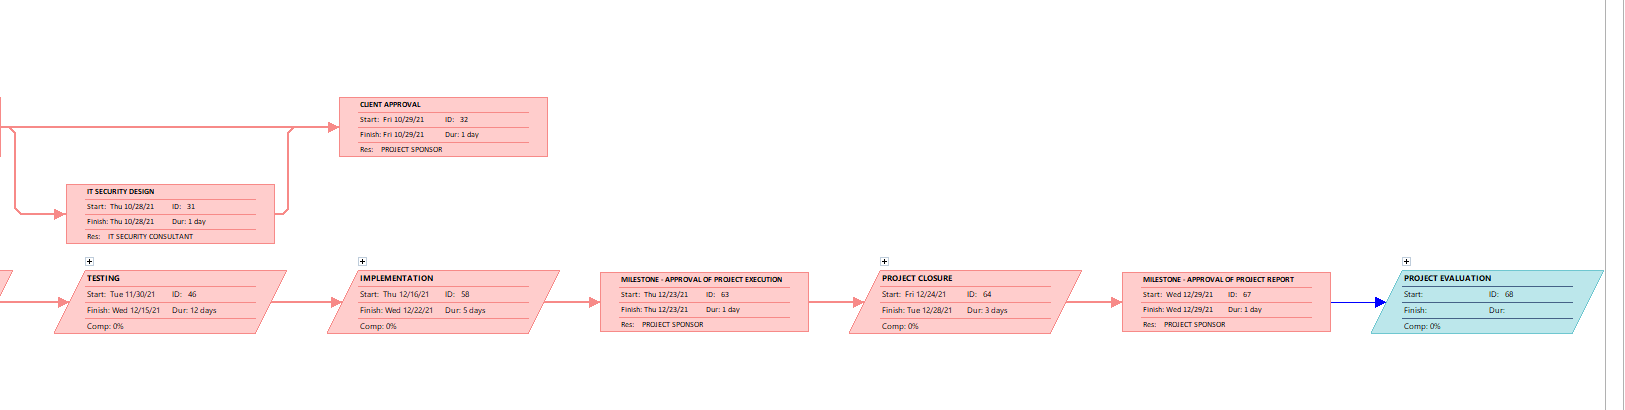 CLIENT APPROVAL
Start: Fri 10/29/21 ID: 32
Finish: Fri 10/29/21 Dur: 1 day
Res: PROJECT SPONSOR
IT SECURITY DESIGN
Start: Thu 10/28/21 ID: 31
Finish: Thu 10/28/21 Dur: 1 day
Res: IT SECURITY CONSULTANT
TESTING
Start: Tue 11/30/21 ID: 46
Finish: Wed 12/15/21 Dur: 12 days
Comp: 0%
IMPLEMENTATION
Start: Thu 12/16/21 ID: 58
Finish: Wed 12/22/21 Dur: 5 days
Comp: 0%
MILESTONE - APPROVAL OF PROJECT EXECUTION
Start: Thu 12/23/21 ID: 63
Finish: Thu 12/23/21 Dur: 1 day
Res: PROJECT SPONSOR
PROJECT CLOSURE
Start: Fri 12/24/21 ID: 64
Finish: Tue 12/28/21 Dur: 3 days
Comp: 0%
MILESTONE - APPROVAL OF PROJECT REPORT
Start: Wed 12/29/21 ID: 67
Finish: Wed 12/29/21 Dur: 1 day
Res: PROJECT SPONSOR
PROJECT EVALUATION
Start: ID: 68
Finish: Dur:
Comp: 0%